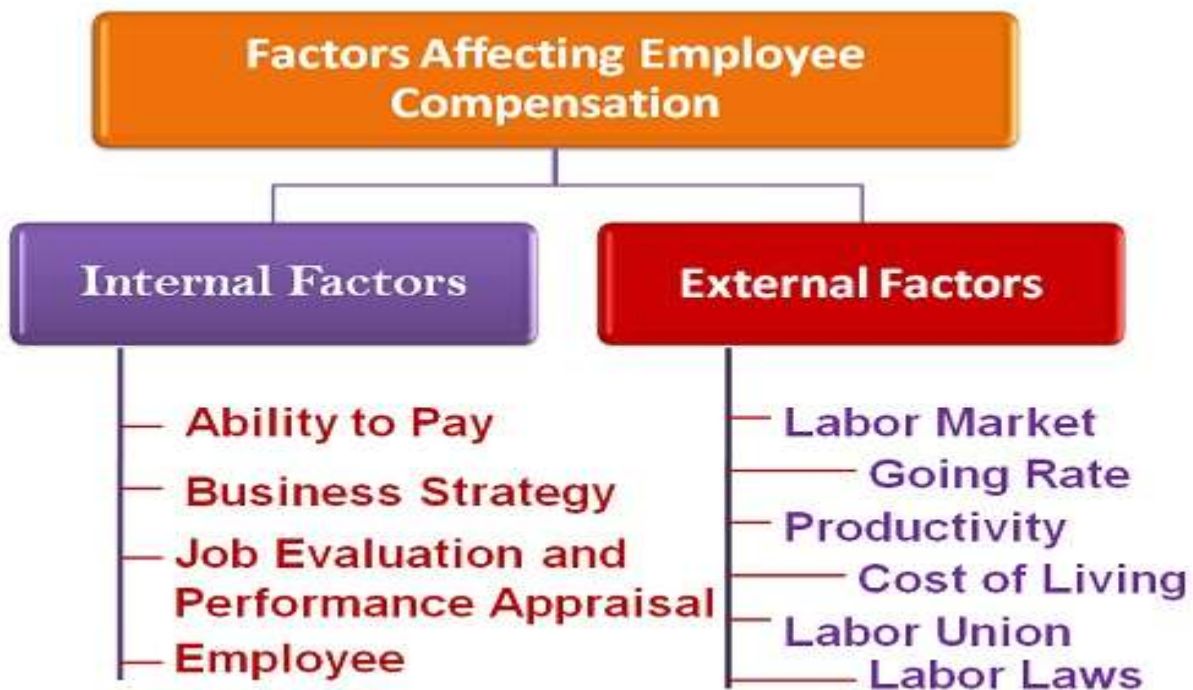 Factors Affecting Employee
Compensation
Internal Factors
Ability to Pay
Business Strategy
Job Evaluation and
Performance Appraisal
Employee
External Factors
Labor Market
Going Rate
Productivity
Cost of Living
Labor Union
Labor Laws